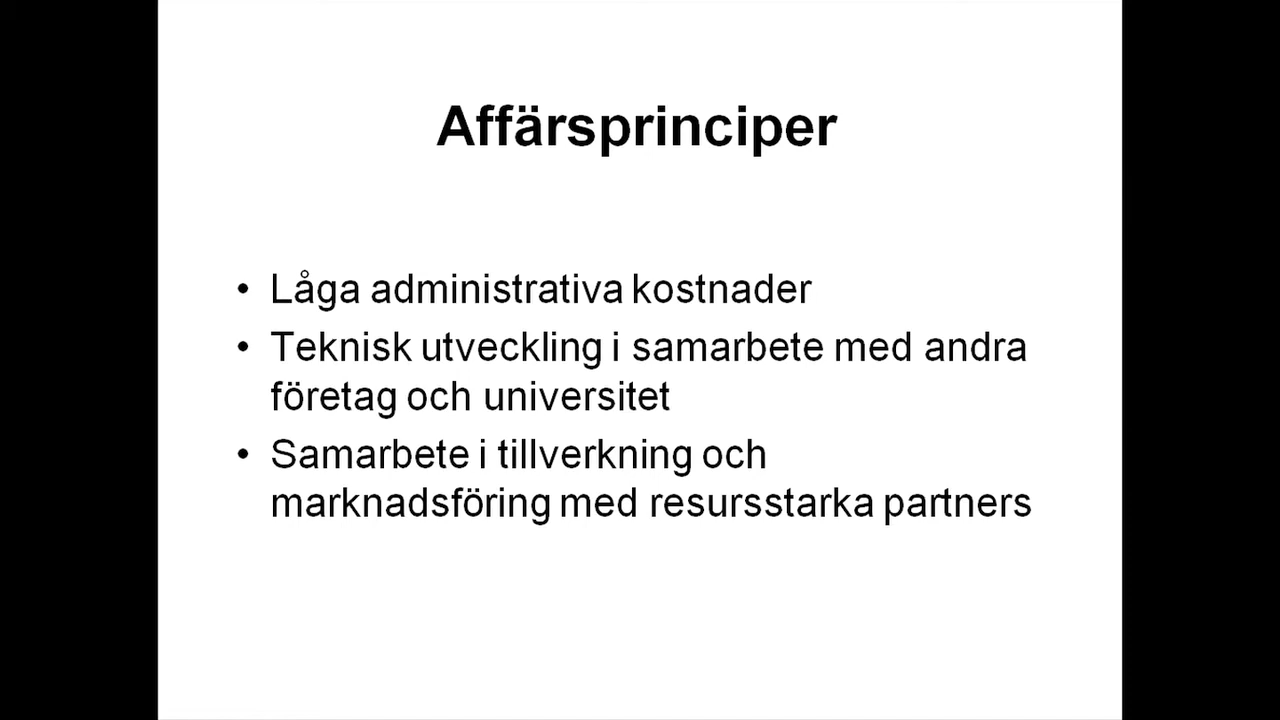 Affärsprinciper
• Låga administrativa kostnader
• Teknisk utveckling i samarbete med andra
företag och universitet
• Samarbete i tillverkning och
marknadsföring med resursstarka partners